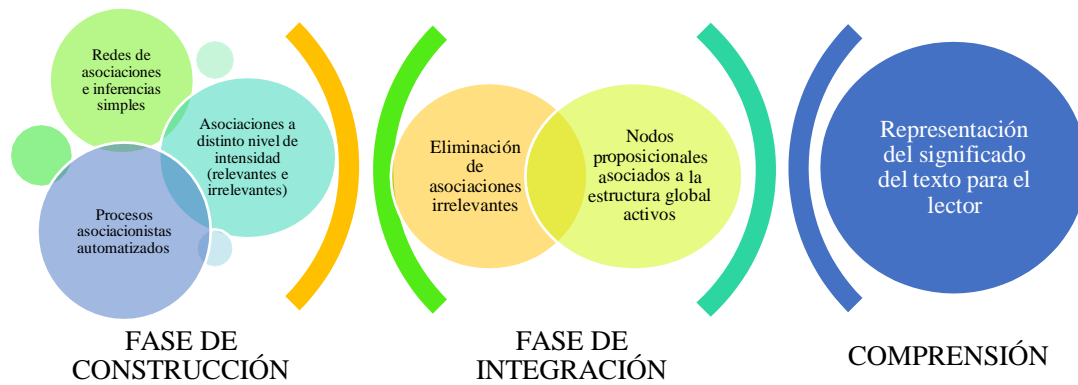 Redes de
asociaciones
e inferencias
simples
Asociaciones a
distinto nivel de
intensidad
(relevantes e
irrelevantes)
Procesos
asociacionistas
automatizados
FASE DE
CONSTRUCCIÓN
Eliminación
de
asociaciones
irrelevantes
Nodos
proposicionales
asociados a la
estructura global
activos
FASE DE
INTEGRACIÓN
Representación
del significado
del texto para el
lector
COMPRENSIÓN